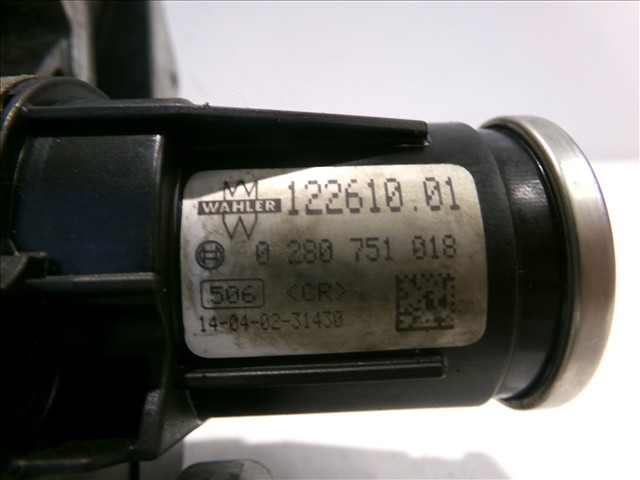 WAHLER 122610.01
0 280 751 018
506 <CR>
14-04-02-31430